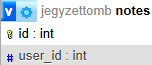 v jegyzettomb notes
id : int
# user_id : int